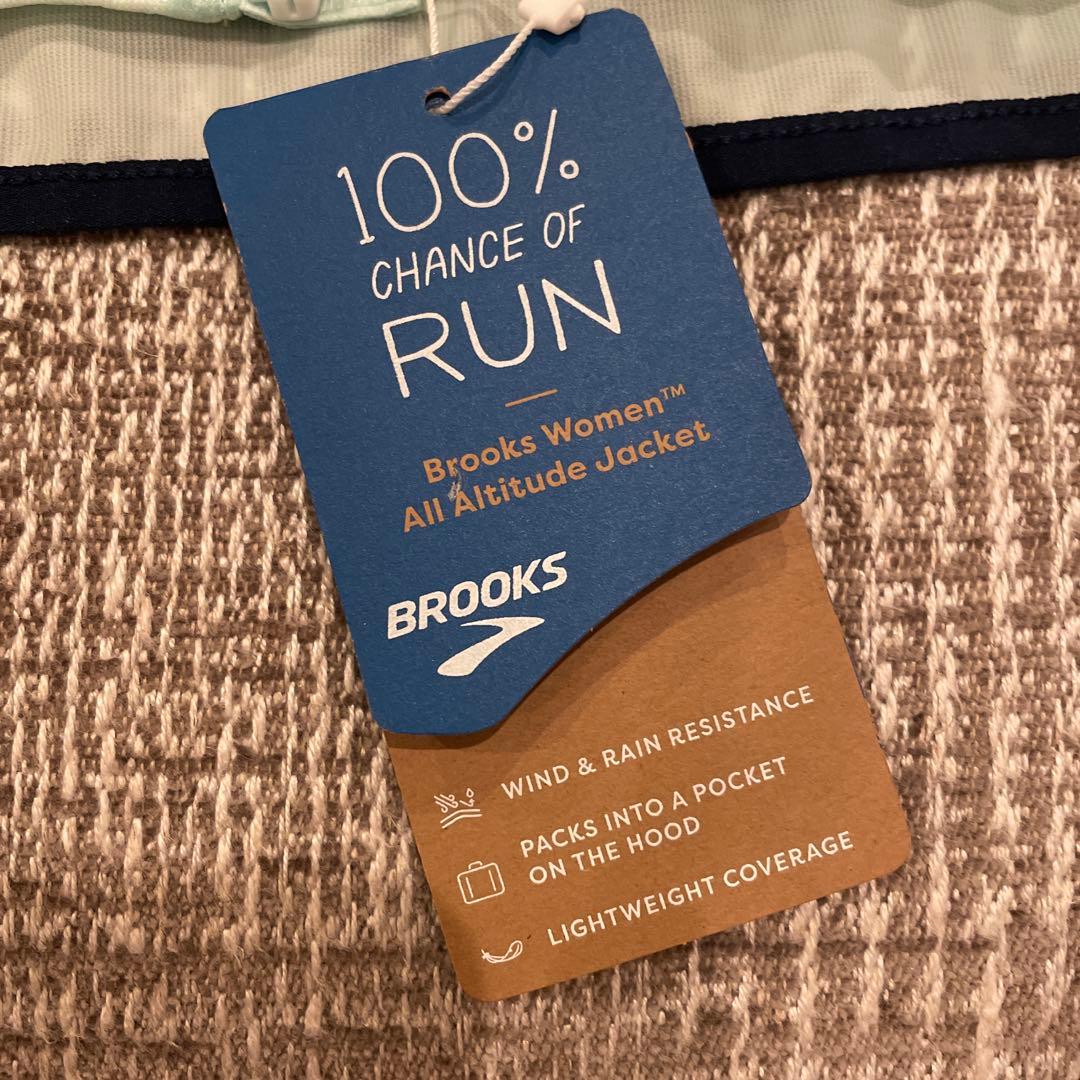 100%
CHANCE OF
RUN
Brooks Women™
All Altitude Jacket
BROOKS
WIND & RAIN RESISTANCE
PACKS INTO A POCKET
ON THE HOOD
LIGHTWEIGHT COVERAGE